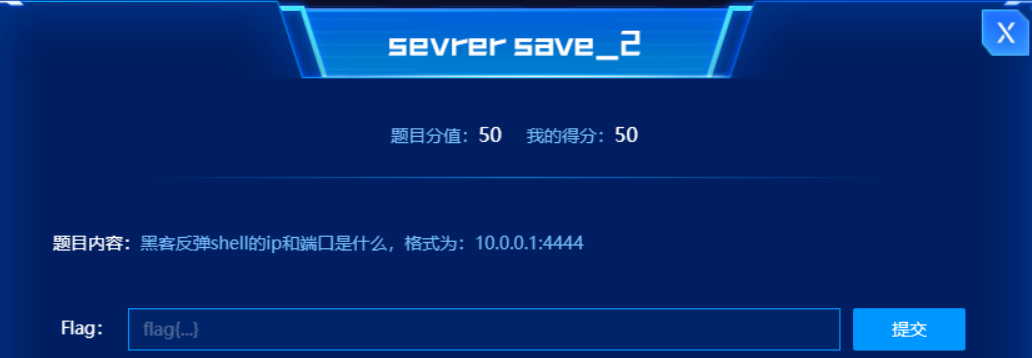 sevrer save_2
X
题目分值：50 我的得分：50
题目内容：黑客反弹shell的ip和端口是什么，格式为：10.0.0.1:4444
Flag： flag{...} 提交